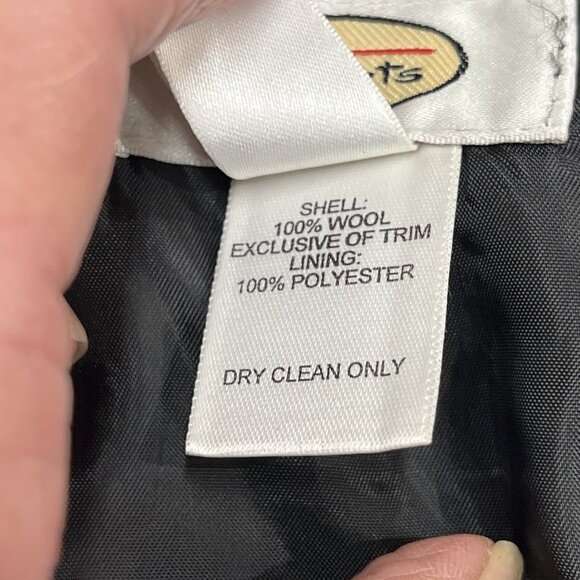 SHELL:
100% WOOL
EXCLUSIVE OF TRIM
LINING:
100% POLYESTER
DRY CLEAN ONLY